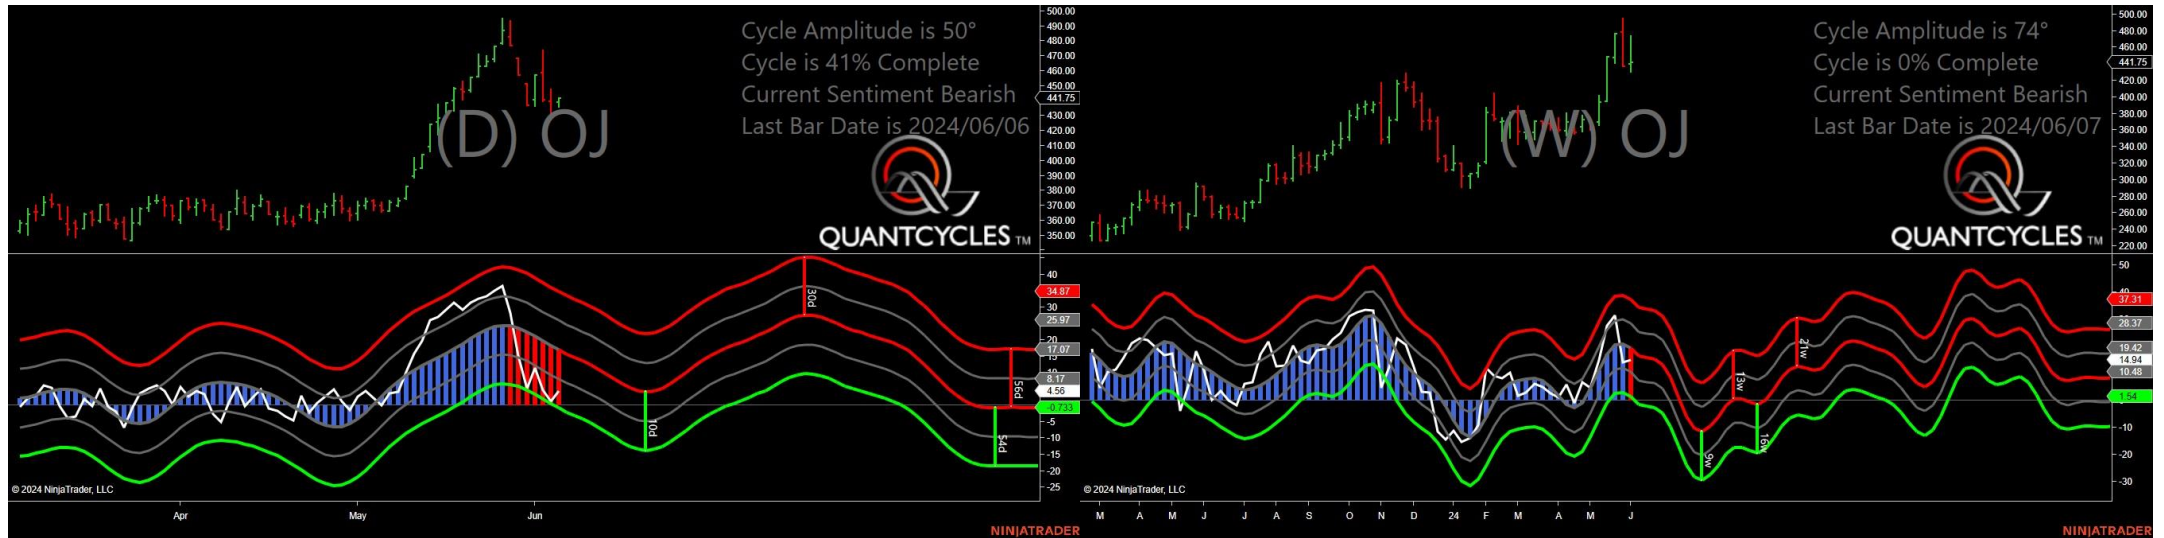 Cycle Amplitude is 50°
Cycle is 41% Complete
Current Sentiment Bearish
Last Bar Date is 2024/06/06
(D) OJ
QUANTCYCLES TM
500.00
490.00
480.00
470.00
460.00
450.00
441.75
430.00
420.00
410.00
400.00
390.00
380.00
370.00
360.00
350.00
40
34.87
30
25.97
20
17.07
10
8.17
4.56
-0.733
-5
-10
-15
-20
-25
30d
10d
56d
54d
© 2024 NinjaTrader, LLC
Apr May Jun
NINJATRADER
Cycle Amplitude is 74°
Cycle is 0% Complete
Current Sentiment Bearish
Last Bar Date is 2024/06/07
(W) OJ
QUANTCYCLES TM
500.00
480.00
460.00
441.75
420.00
400.00
380.00
360.00
340.00
320.00
300.00
280.00
260.00
240.00
220.00
50
40
37.31
28.37
19.42
14.94
10.48
1.54
-10
-20
-30
21w
13w
9w
16w
© 2024 NinjaTrader, LLC
M A M J J A S O N D 24 F M A M J
NINJATRADER